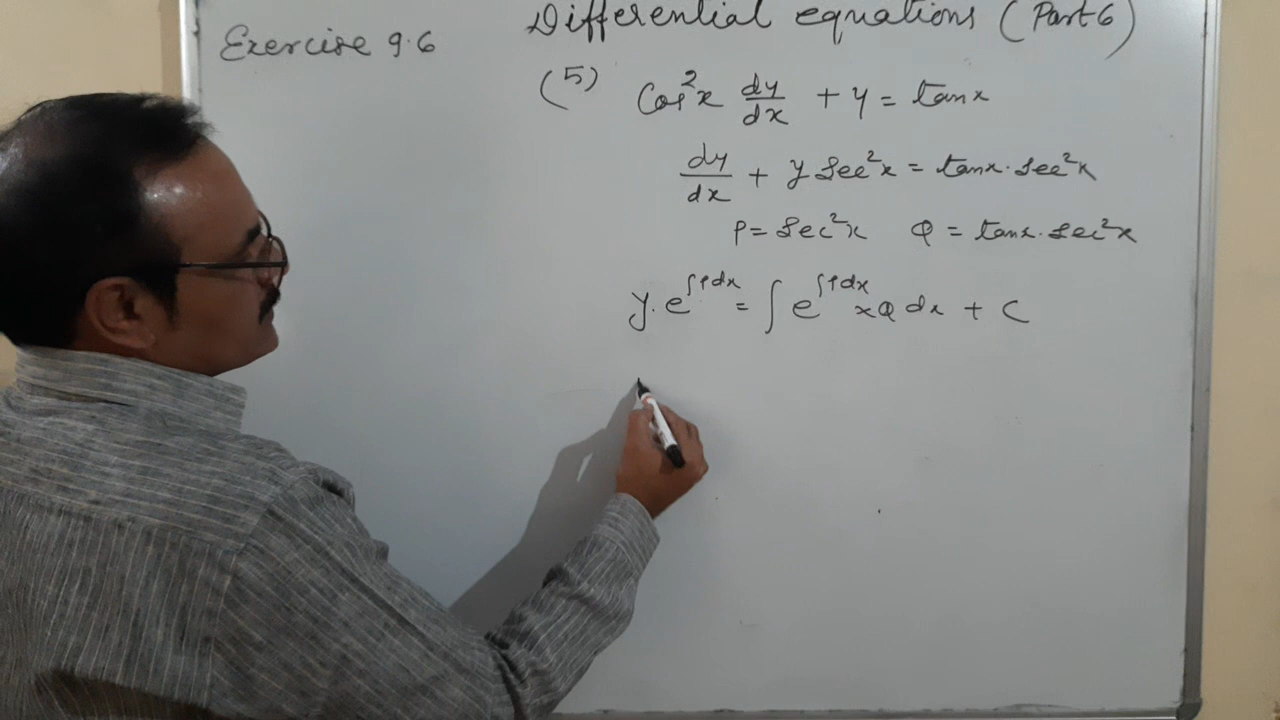 Differential equations (Part 6)
Exercise 9.6
(5) Cos²x dy/dx + y = tanx
dy/dx + y Sec²x = tanx·Sec²x
P = Sec²x Q = tanx·sec²x
y·e^∫Pdx = ∫ e^∫Pdx ×Q dx + C